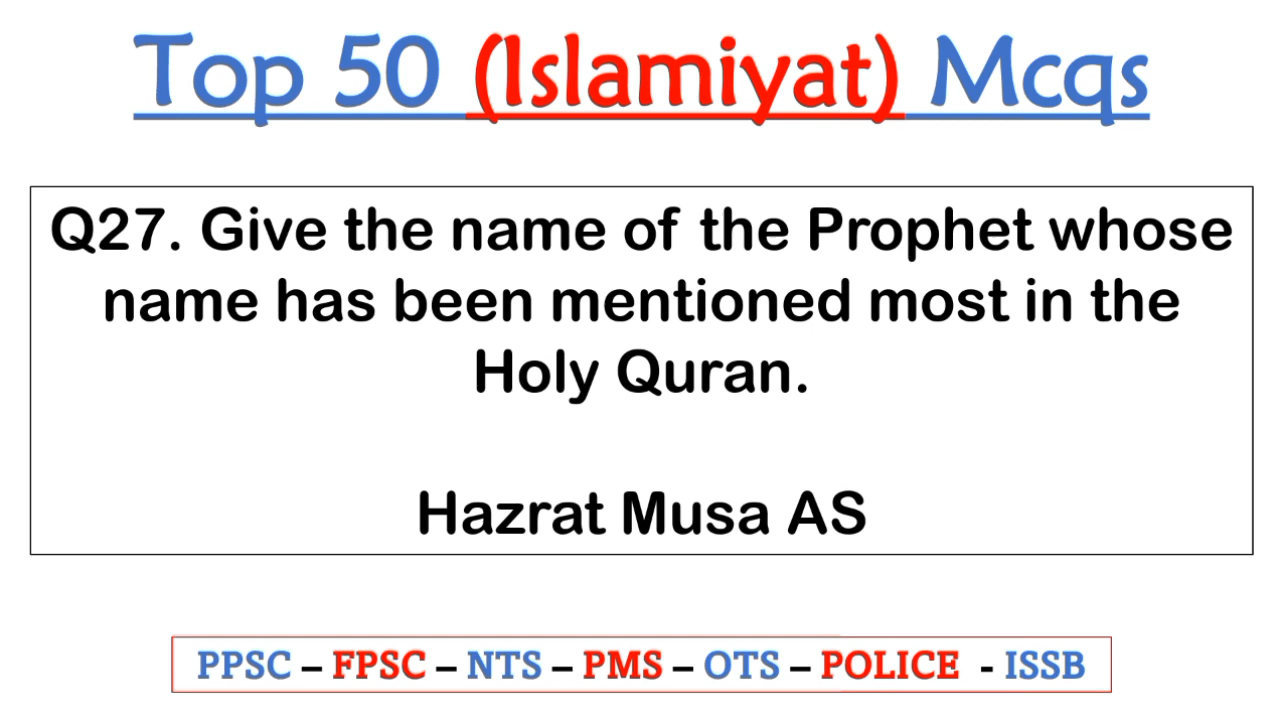 Top 50 (Islamiyat) Mcqs
Q27. Give the name of the Prophet whose
name has been mentioned most in the
Holy Quran.
Hazrat Musa AS
PPSC – FPSC – NTS – PMS – OTS – POLICE - ISSB